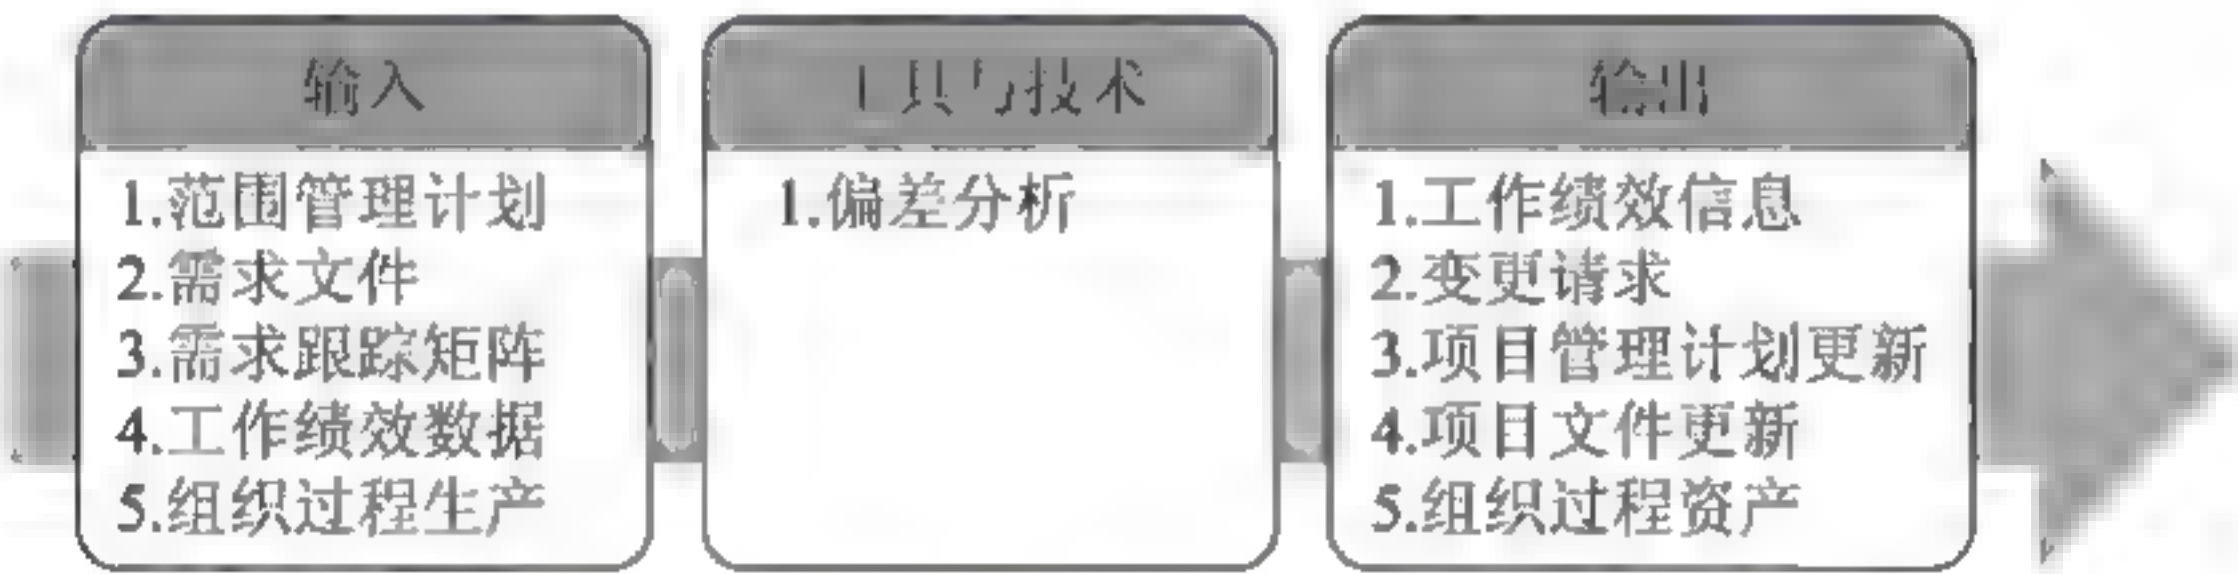 输入
1.范围管理计划
2.需求文件
3.需求跟踪矩阵
4.工作绩效数据
5.组织过程生产
工具与技术
1.偏差分析
输出
1.工作绩效信息
2.变更请求
3.项目管理计划更新
4.项目文件更新
5.组织过程资产